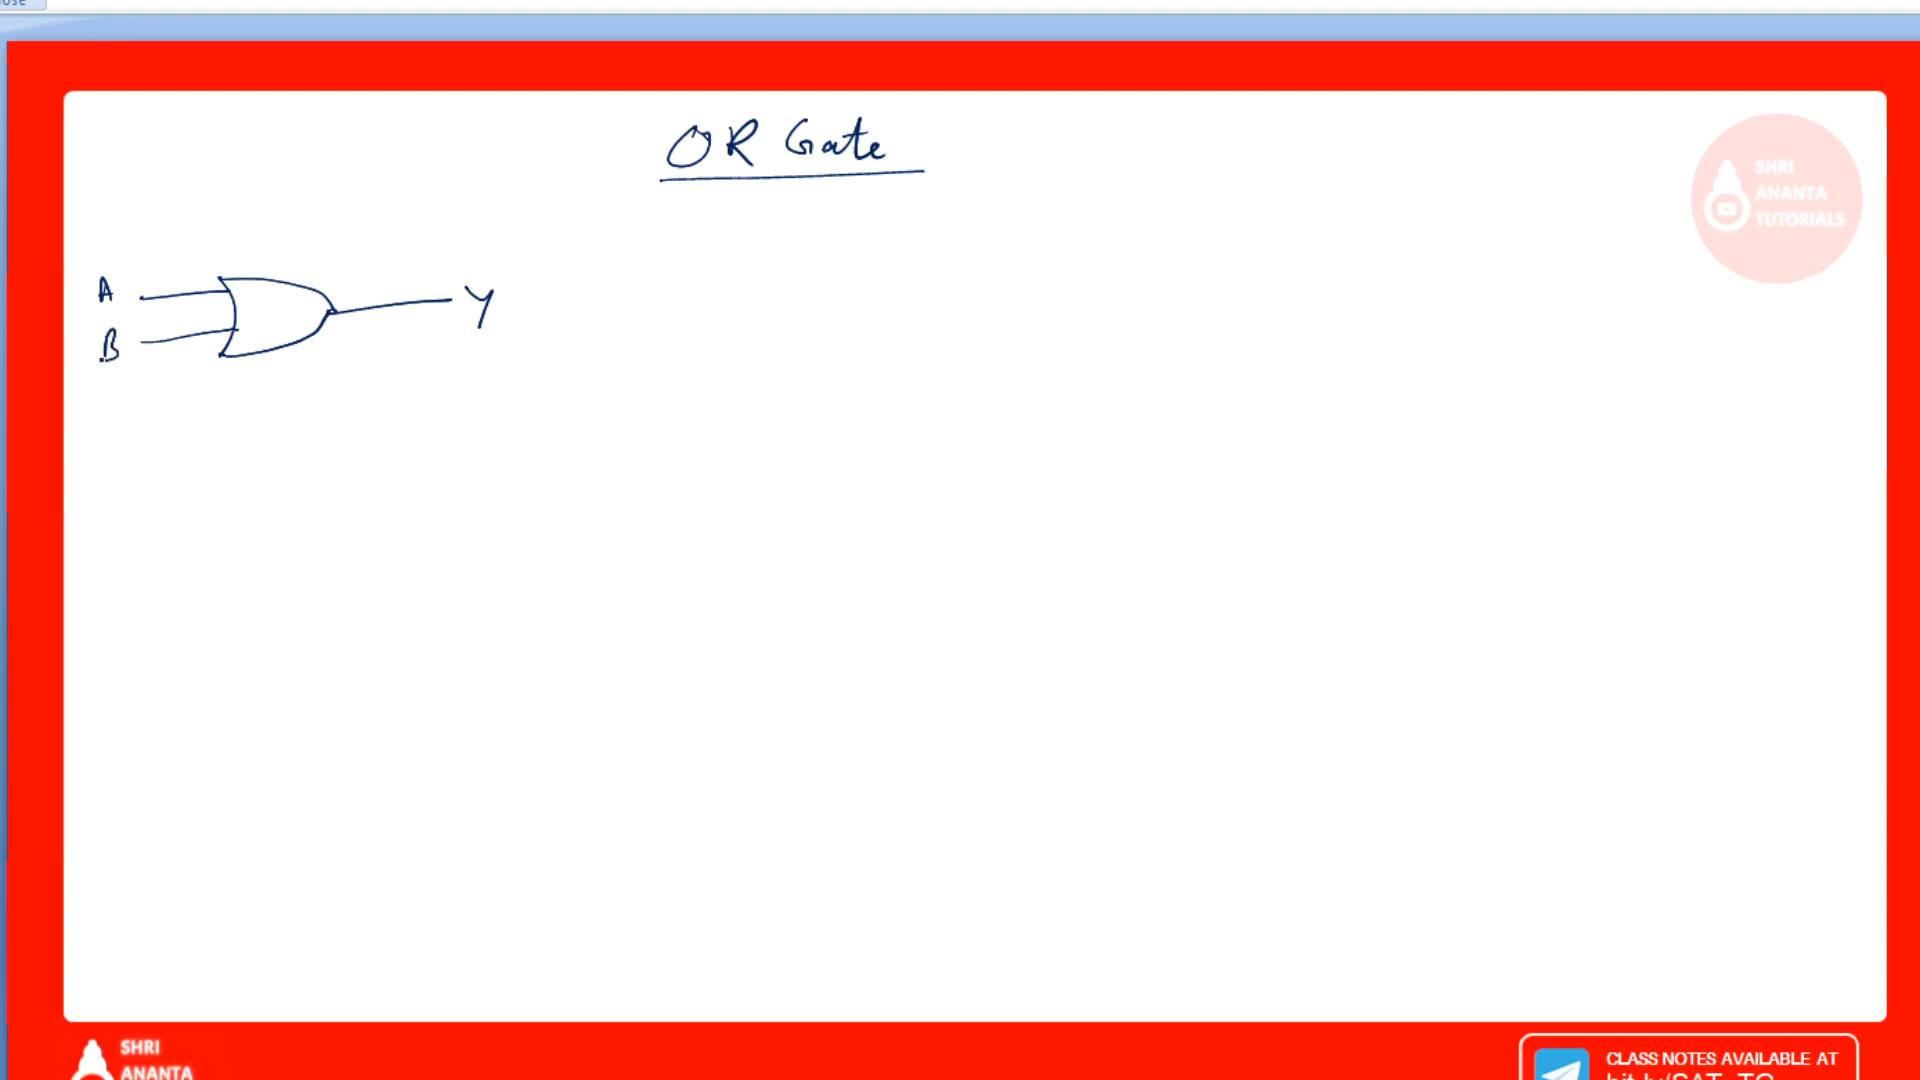 OR Gate
SHRI
ANANTA
TUTORIALS
A
B
Y
SHRI
ANANTA
CLASS NOTES AVAILABLE AT